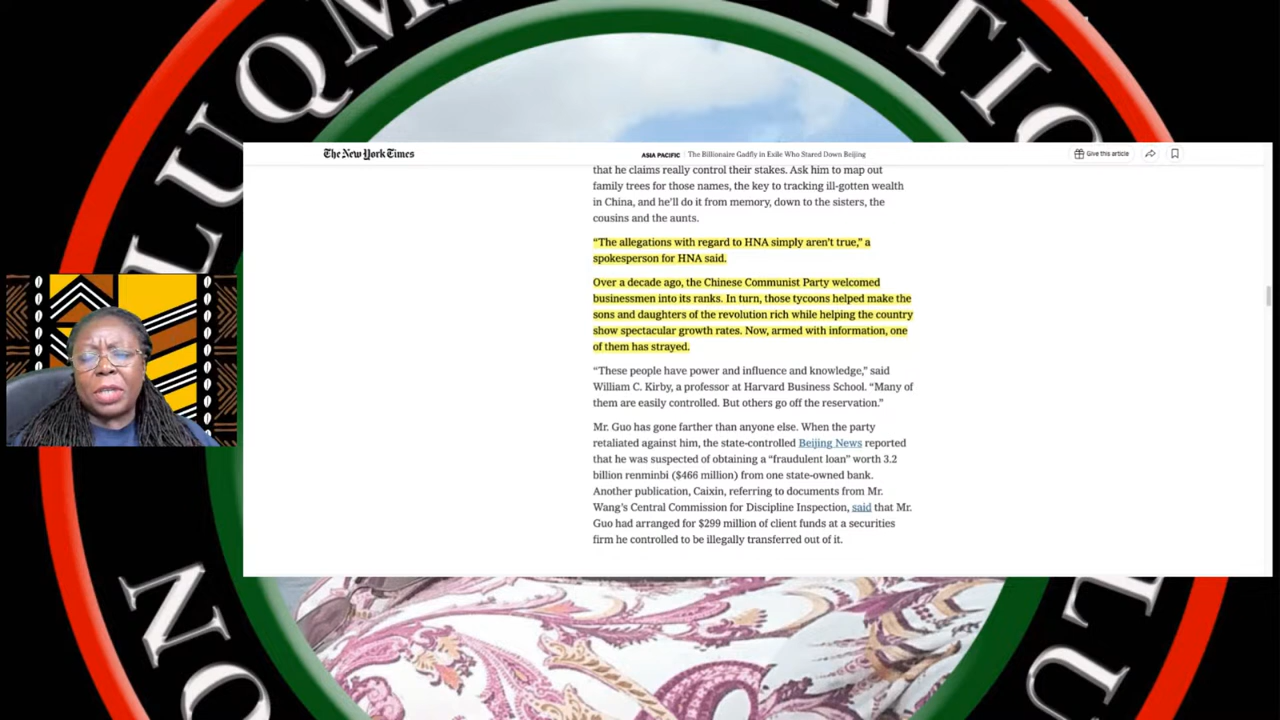 LUQM
ATIO
The New York Times
ASIA PACIFIC | The Billionaire Gadfly in Exile Who Stared Down Beijing
Give this article
that he claims really control their stakes. Ask him to map out
family trees for those names, the key to tracking ill-gotten wealth
in China, and he'll do it from memory, down to the sisters, the
cousins and the aunts.
“The allegations with regard to HNA simply aren't true,” a
spokesperson for HNA said.
Over a decade ago, the Chinese Communist Party welcomed
businessmen into its ranks. In turn, those tycoons helped make the
sons and daughters of the revolution rich while helping the country
show spectacular growth rates. Now, armed with information, one
of them has strayed.
“These people have power and influence and knowledge,” said
William C. Kirby, a professor at Harvard Business School. “Many of
them are easily controlled. But others go off the reservation.”
Mr. Guo has gone farther than anyone else. When the party
retaliated against him, the state-controlled Beijing News reported
that he was suspected of obtaining a “fraudulent loan” worth 3.2
billion renminbi ($466 million) from one state-owned bank.
Another publication, Caixin, referring to documents from Mr.
Wang's Central Commission for Discipline Inspection, said that Mr.
Guo had arranged for $299 million of client funds at a securities
firm he controlled to be illegally transferred out of it.